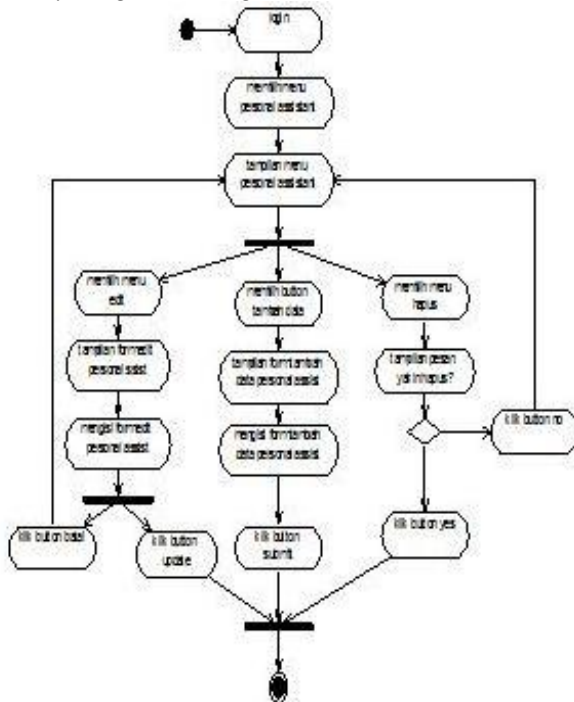 login
memilih menu
personal assistant
tampilan menu
personal assistant
memilih menu
edit
memilih button
tambah data
memilih menu
hapus
tampilan form edit
personal assist
tampilan form tambah
data personal assist
tampilan pesan
yakin hapus?
mengisi form edit
personal assist
mengisi form tambah
data personal assist
klik button no
klik button batal
klik button
update
klik button
submit
klik button yes